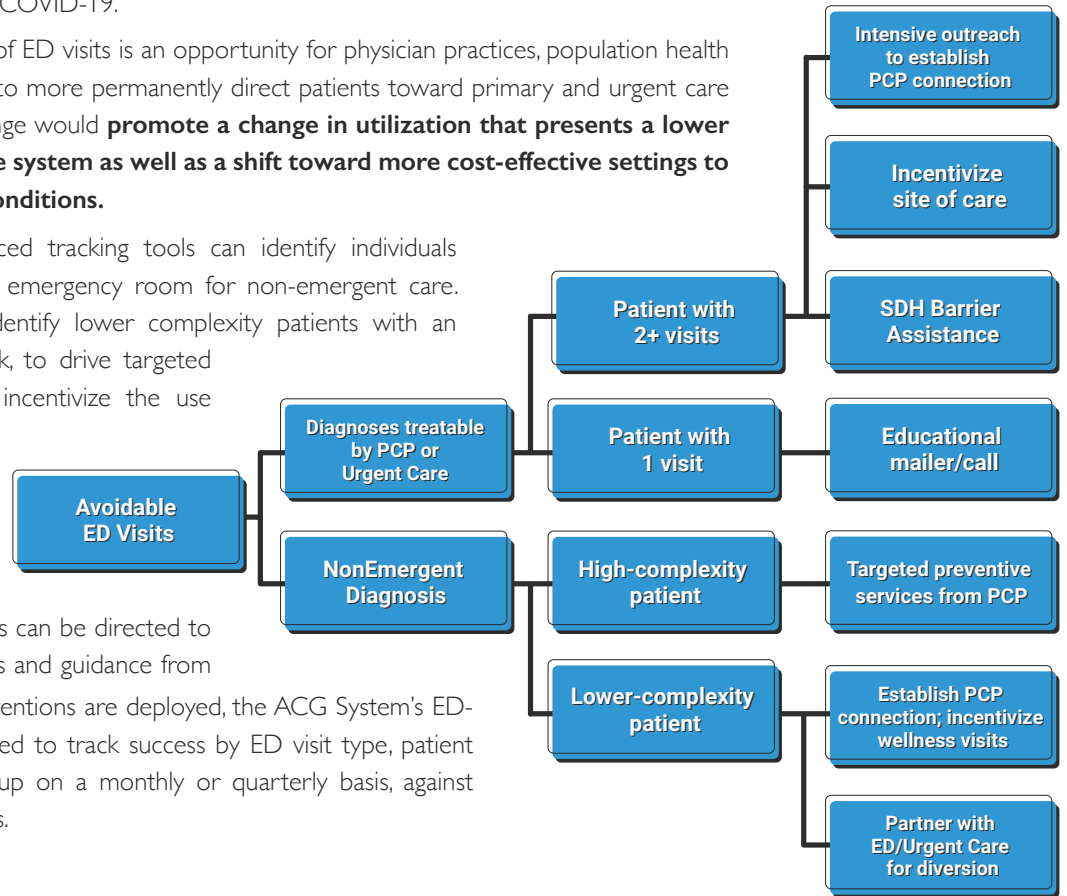 COVID-19.
of ED visits is an opportunity for physician practices, population health
to more permanently direct patients toward primary and urgent care
nge would promote a change in utilization that presents a lower
e system as well as a shift toward more cost-effective settings to
onditions.
ced tracking tools can identify individuals
emergency room for non-emergent care.
dentify lower complexity patients with an
k, to drive targeted
incentivize the use
s can be directed to
s and guidance from
ventions are deployed, the ACG System’s ED-
ed to track success by ED visit type, patient
up on a monthly or quarterly basis, against
s.
Avoidable
ED Visits
Diagnoses treatable
by PCP or
Urgent Care
NonEmergent
Diagnosis
Patient with
2+ visits
Patient with
1 visit
High-complexity
patient
Lower-complexity
patient
Intensive outreach
to establish
PCP connection
Incentivize
site of care
SDH Barrier
Assistance
Educational
mailer/call
Targeted preventive
services from PCP
Establish PCP
connection; incentivize
wellness visits
Partner with
ED/Urgent Care
for diversion